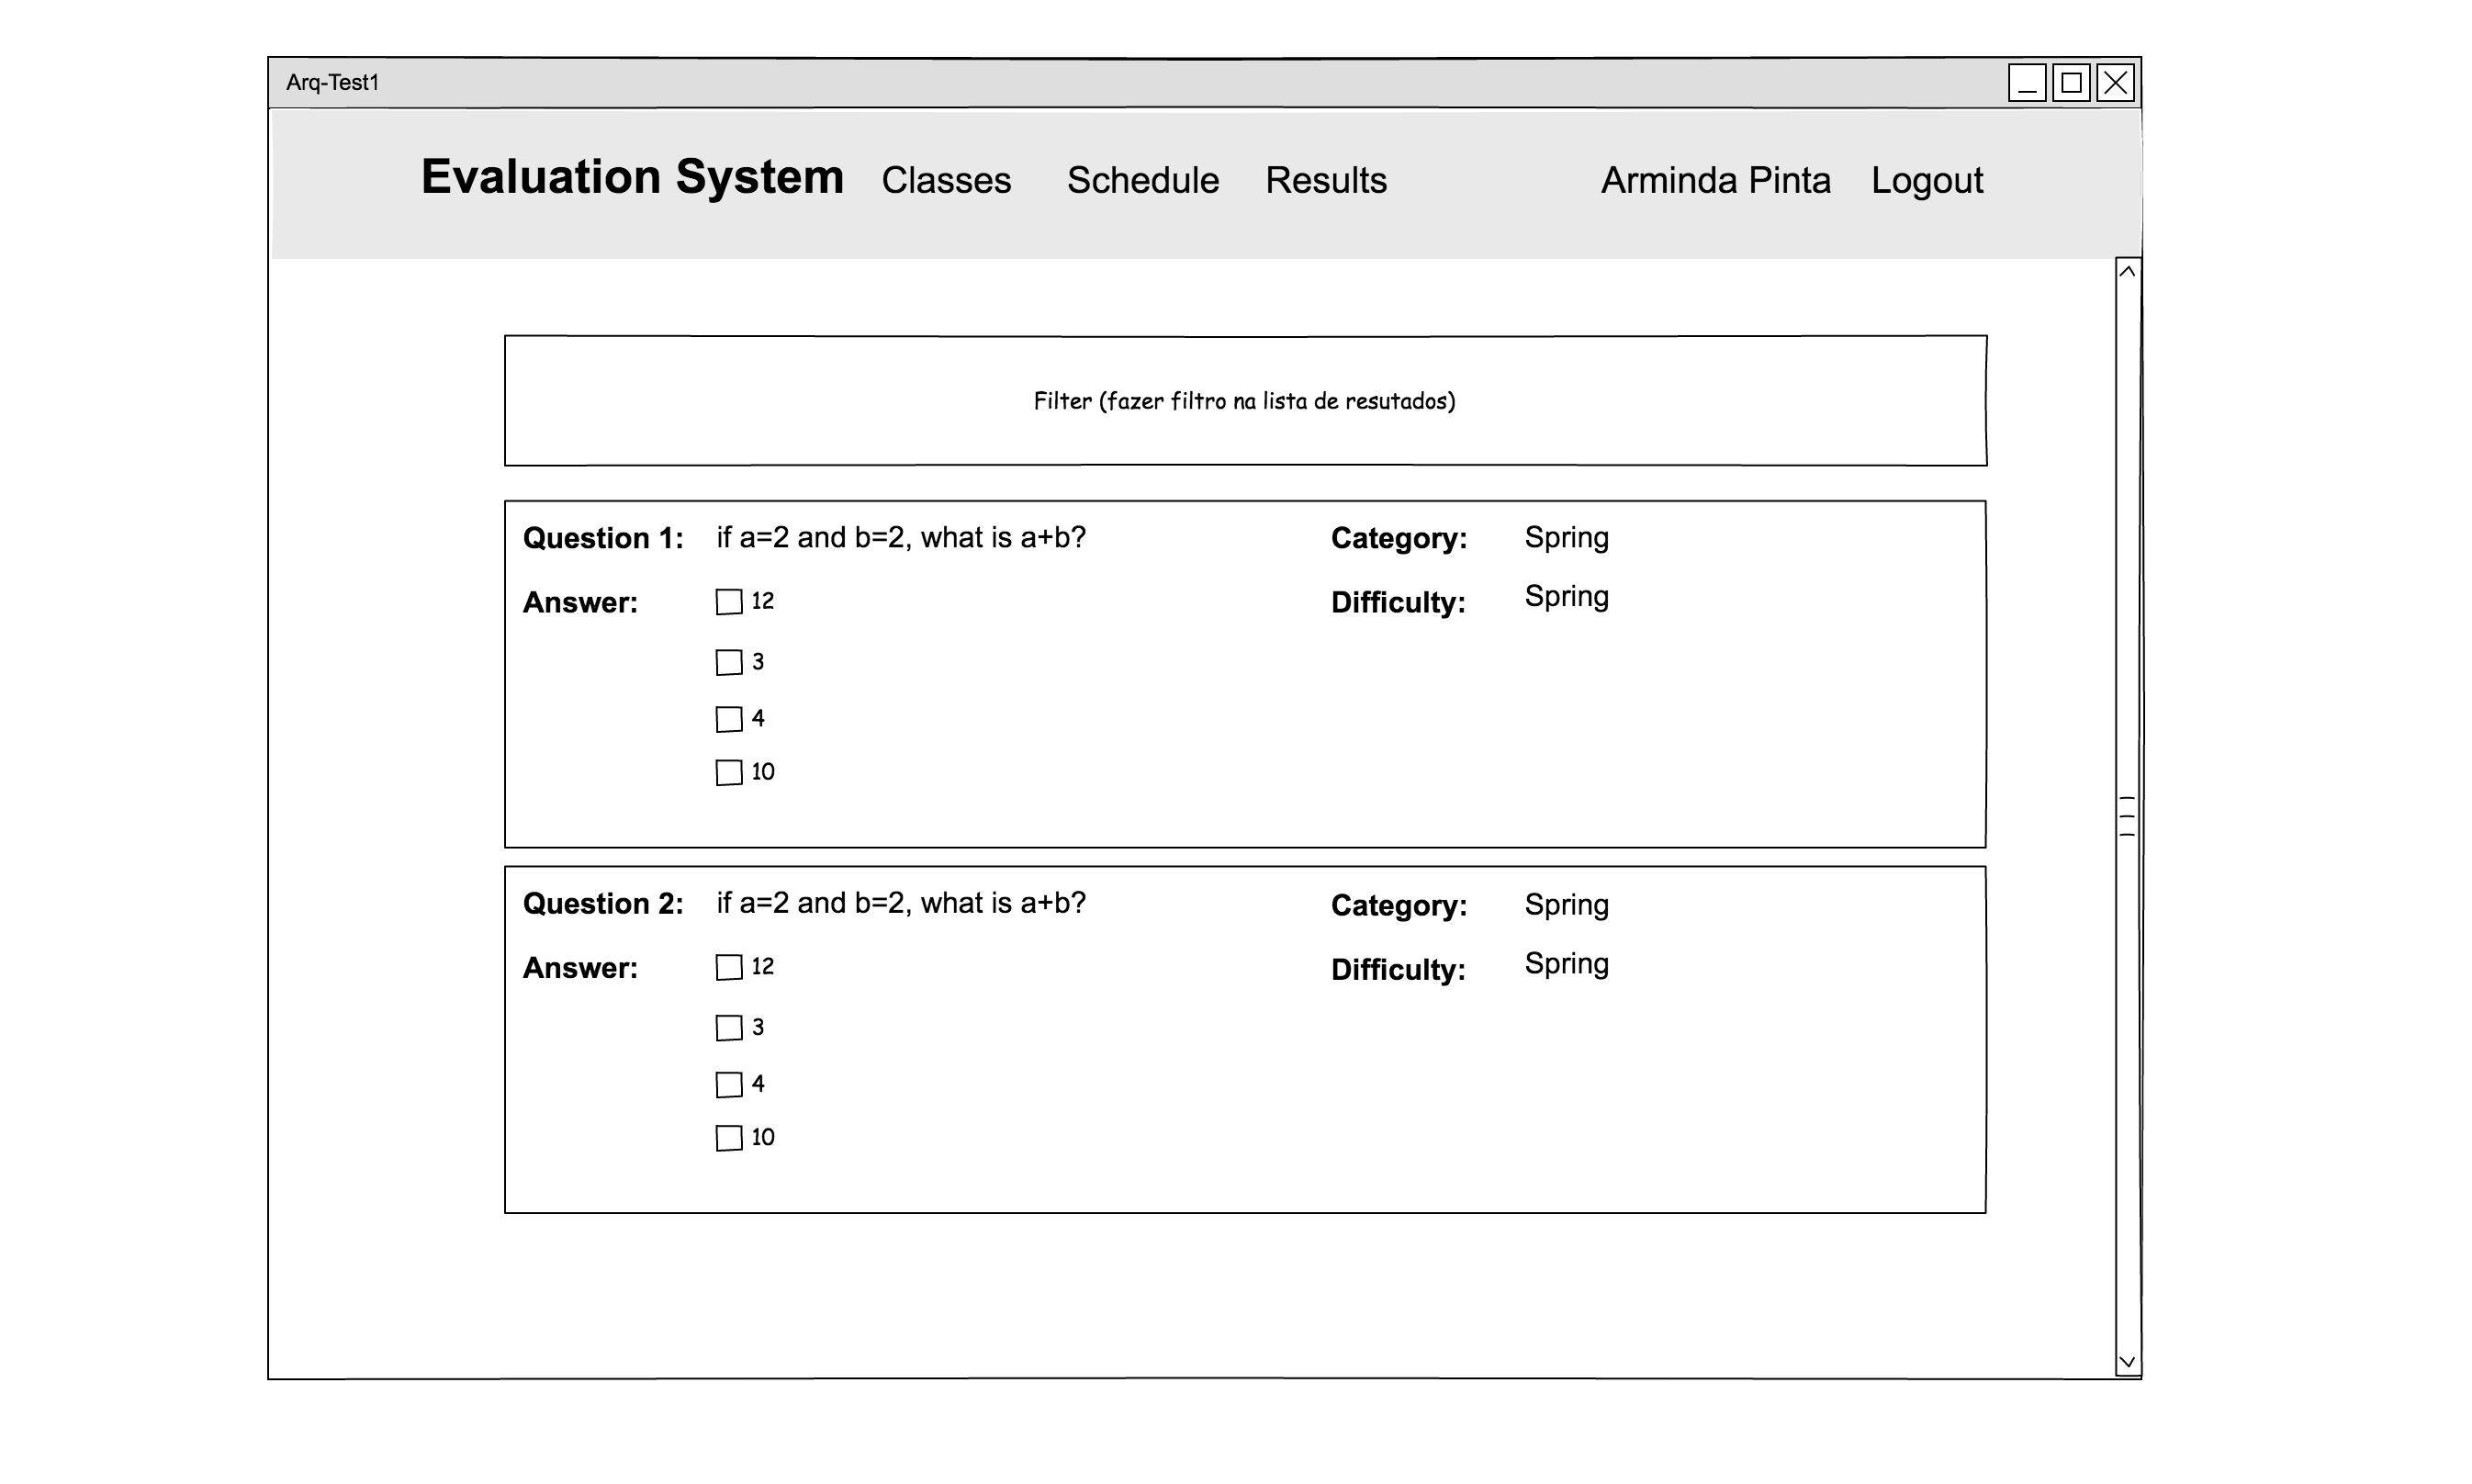 Arq-Test1
Evaluation System Classes Schedule Results Arminda Pinta Logout
Filter (fazer filtro na lista de resutados)
Question 1: if a=2 and b=2, what is a+b? Category: Spring
Answer: 12 Difficulty: Spring
3
4
10
Question 2: if a=2 and b=2, what is a+b? Category: Spring
Answer: 12 Difficulty: Spring
3
4
10